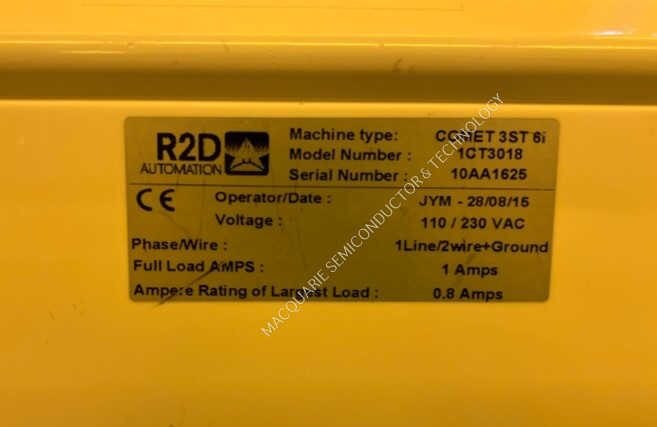 R2D
AUTOMATION
Machine type: COMET 3ST 6i
Model Number : 1CT3018
Serial Number : 10AA1625
CE
Operator/Date : JYM - 28/08/15
Voltage : 110 / 230 VAC
Phase/Wire : 1Line/2wire+Ground
Full Load AMPS : 1 Amps
Ampere Rating of Largest Load : 0.8 Amps
MACQUARIE SEMICONDUCTOR & TECHNOLOGY